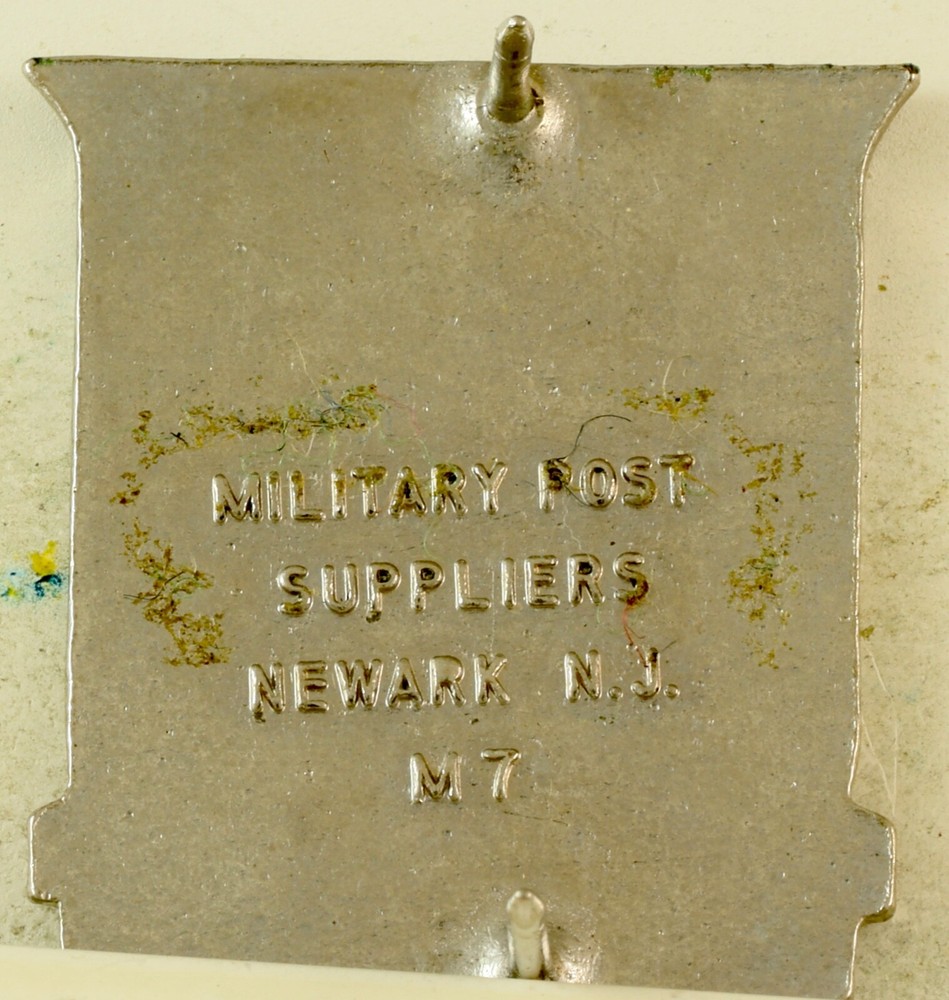 MILITARY POST
SUPPLIERS
NEWARK N.J.
M7